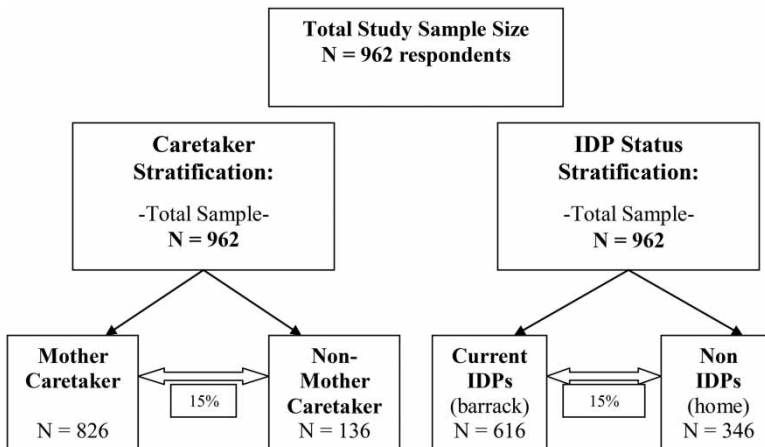 Total Study Sample Size
N = 962 respondents
Caretaker
Stratification:
-Total Sample-
N = 962
IDP Status
Stratification:
-Total Sample-
N = 962
Mother
Caretaker
N = 826
15%
Non-
Mother
Caretaker
N = 136
Current
IDPs
(barrack)
N = 616
15%
Non
IDPs
(home)
N = 346